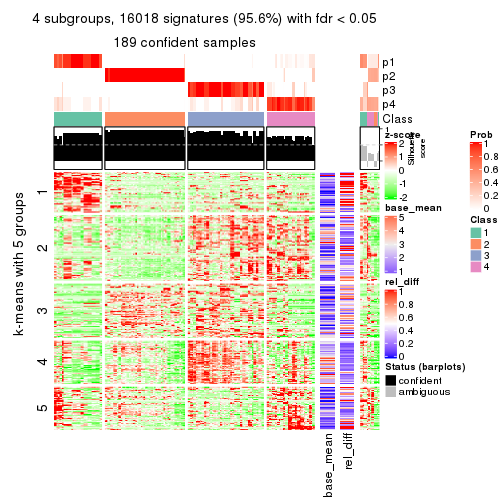 4 subgroups, 16018 signatures (95.6%) with fdr < 0.05
189 confident samples
p1
p2
p3
p4
Class
1
Silhouette
score
k-means with 5 groups
1
2
3
4
5
base_mean
rel_diff
z-score
2
1
0
-1
-2
base_mean
5
4
3
2
1
rel_diff
1
0.8
0.6
0.4
0.2
0
Status (barplots)
confident
ambiguous
Prob
1
0.8
0.6
0.4
0.2
0
Class
1
2
3
4